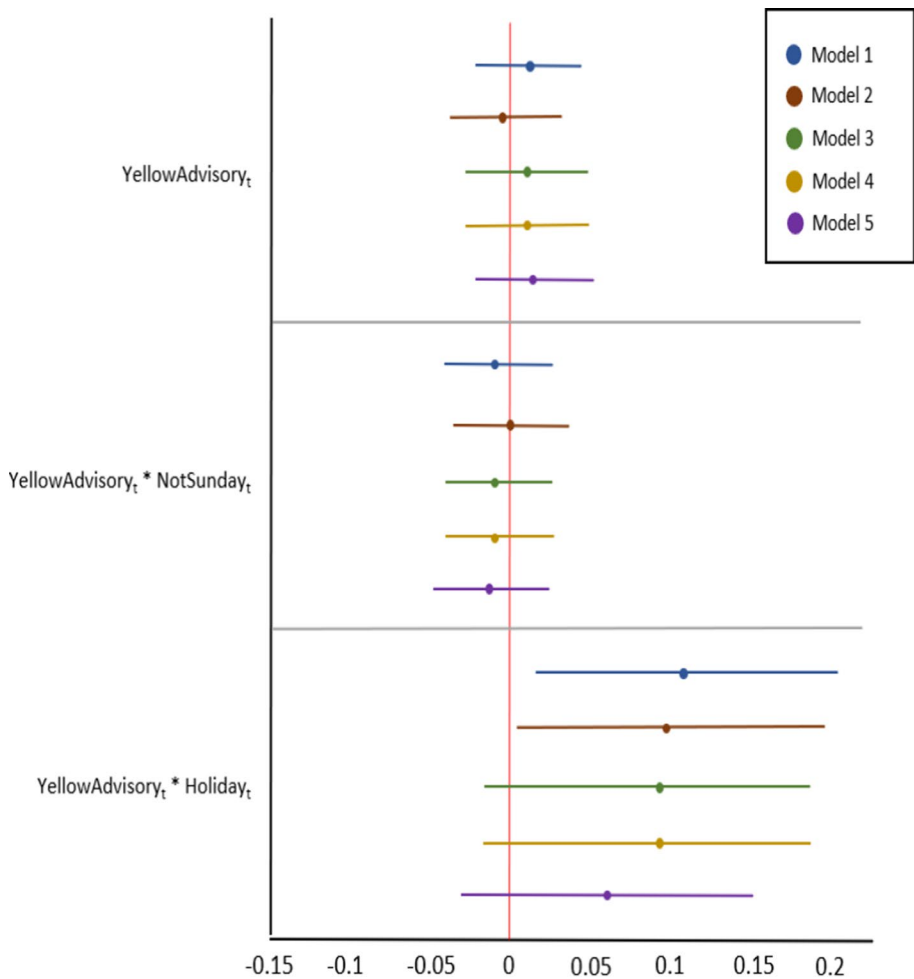 Model 1
Model 2
Model 3
Model 4
Model 5
YellowAdvisoryₜ
YellowAdvisoryₜ * NotSundayₜ
YellowAdvisoryₜ * Holidayₜ
-0.15 -0.1 -0.05 0 0.05 0.1 0.15 0.2